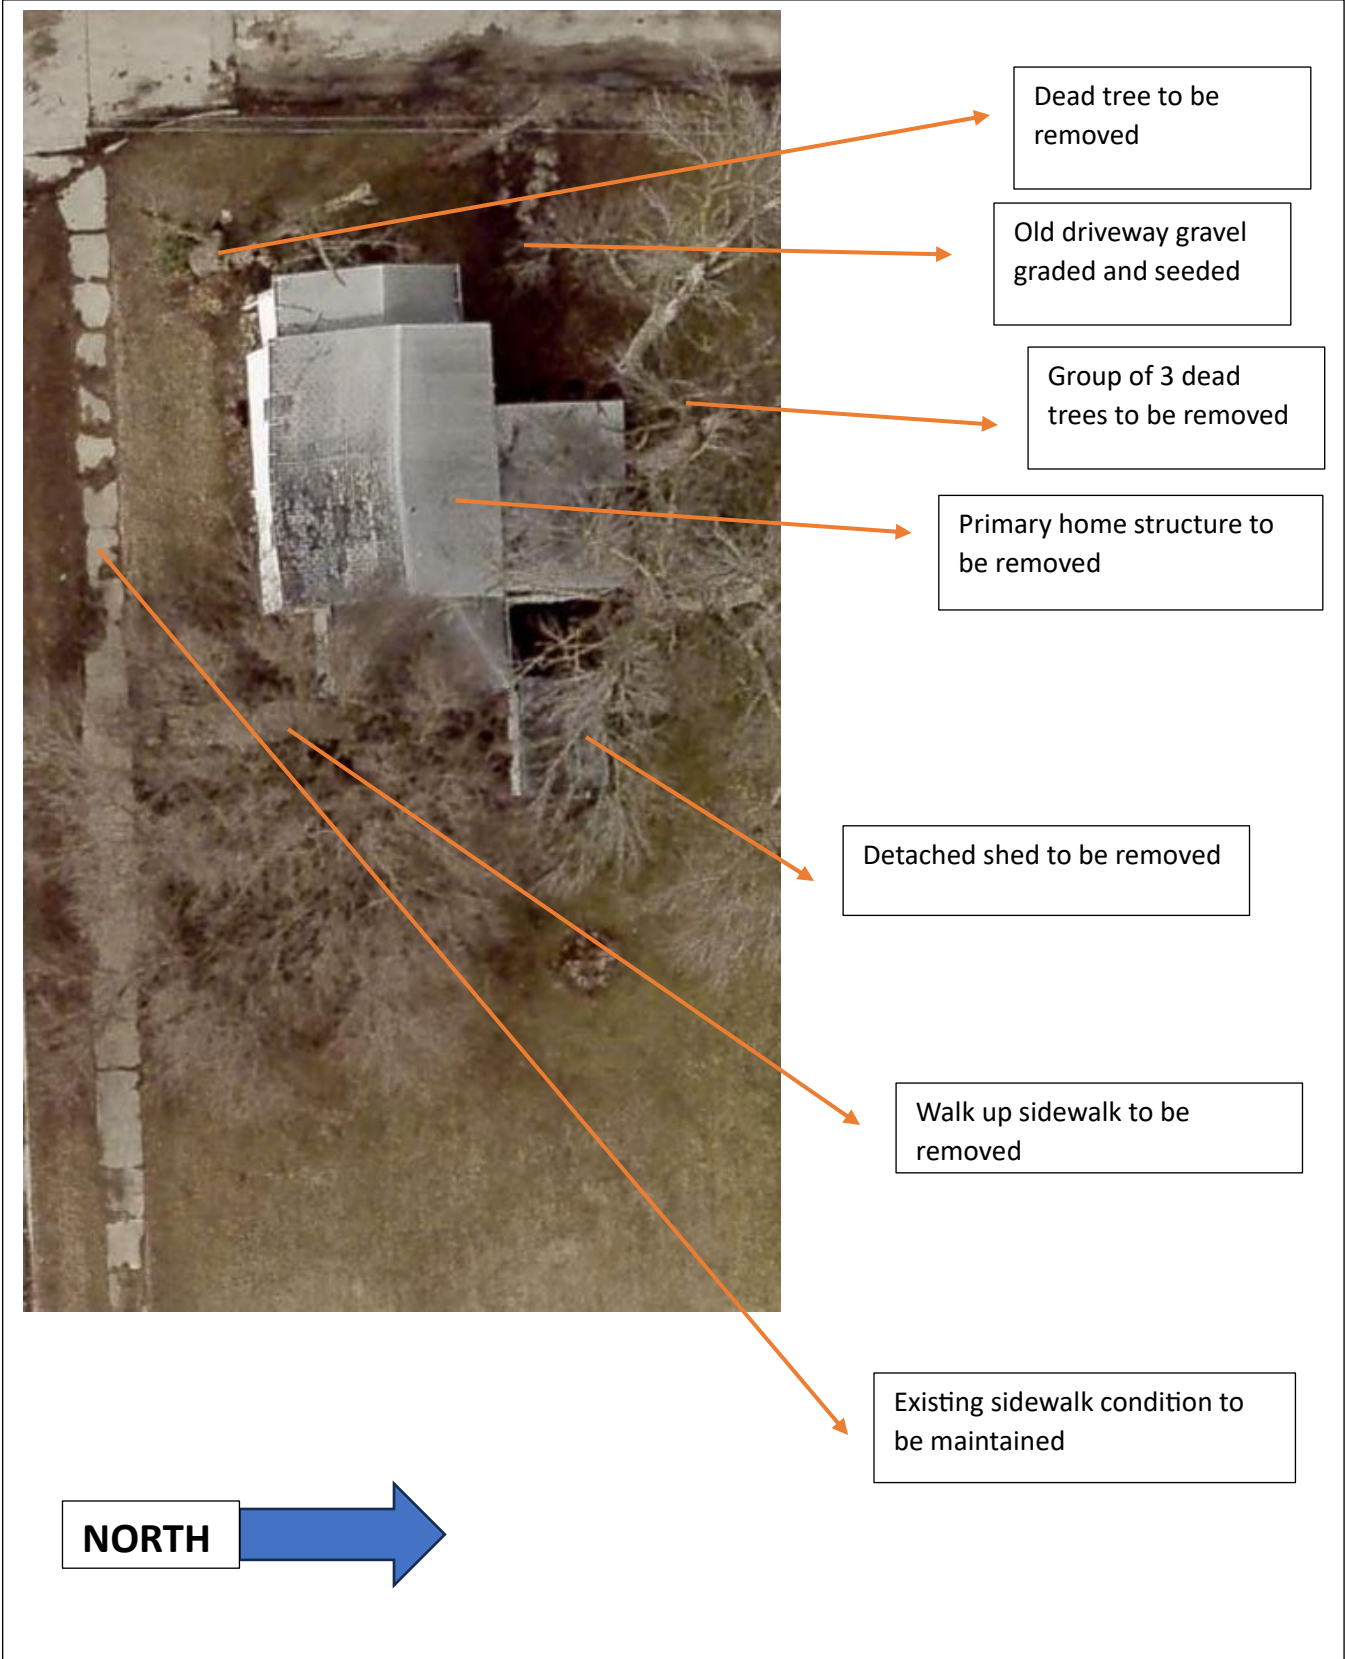 Dead tree to be
removed
Old driveway gravel
graded and seeded
Group of 3 dead
trees to be removed
Primary home structure to
be removed
Detached shed to be removed
Walk up sidewalk to be
removed
Existing sidewalk condition to
be maintained
NORTH